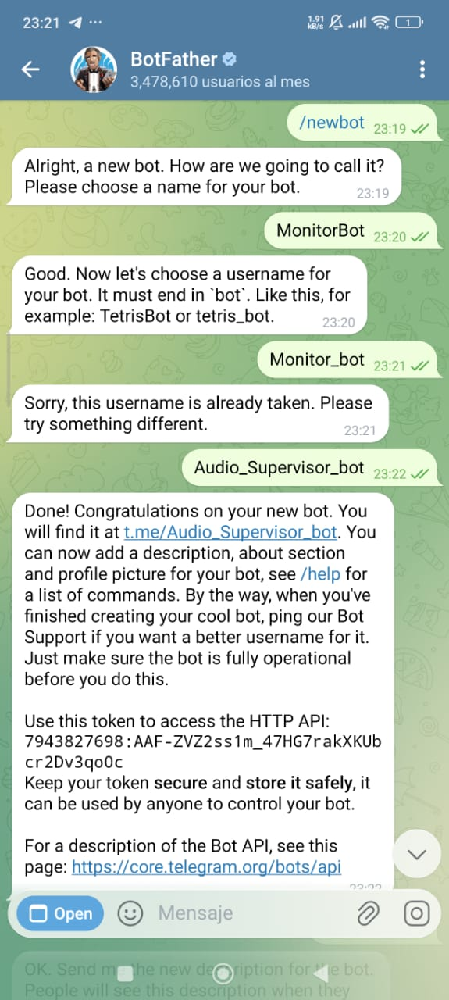 23:21 ...
1.91
kB/s
1
BotFather
3,478,610 usuarios al mes
/newbot 23:19
Alright, a new bot. How are we going to call it?
Please choose a name for your bot. 23:19
MonitorBot 23:20
Good. Now let's choose a username for
your bot. It must end in `bot`. Like this, for
example: TetrisBot or tetris_bot. 23:20
Monitor_bot 23:21
Sorry, this username is already taken. Please
try something different. 23:21
Audio_Supervisor_bot 23:22
Done! Congratulations on your new bot. You
will find it at t.me/Audio_Supervisor_bot. You
can now add a description, about section
and profile picture for your bot, see /help for
a list of commands. By the way, when you've
finished creating your cool bot, ping our Bot
Support if you want a better username for it.
Just make sure the bot is fully operational
before you do this.
Use this token to access the HTTP API:
7943827698:AAF-ZVZ2ss1m_47HG7rakXKUb
cr2Dv3qo0c
Keep your token secure and store it safely, it
can be used by anyone to control your bot.
For a description of the Bot API, see this
page: https://core.telegram.org/bots/api
23:22
Open Mensaje
OK. Send me the new description for the bot.
People will see this description when they